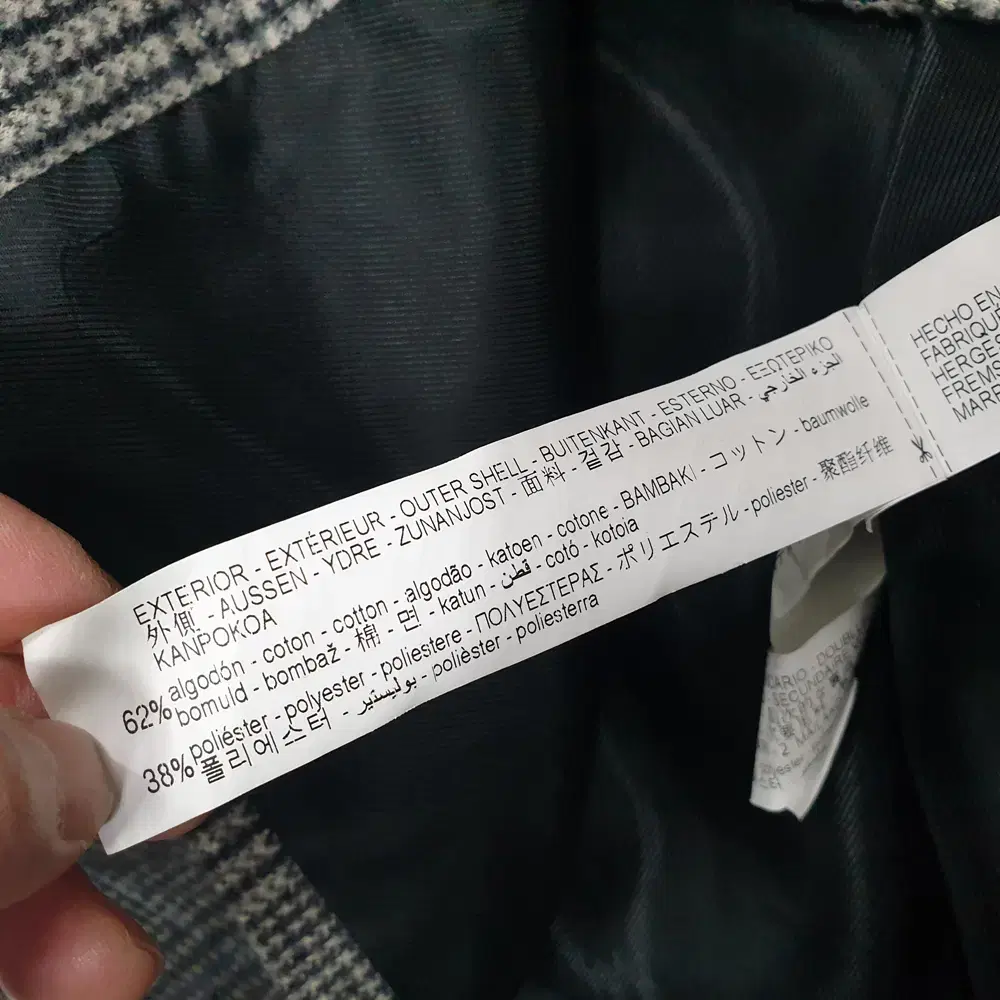 EXTERIOR - EXTÉRIEUR - OUTER SHELL - BUITENKANT - ESTERNO - ΕΞΩΤΕΡΙΚΟ
外側 - AUSSEN - YDRE - ZUNANJOST - 面料 - 겉감 - BAGIAN LUAR - الجزء الخارجي
KANPOKOA
62% algodón - coton - cotton - algodão - katoen - cotone - BAMBAKI - コットン - baumwolle
bomuld - bombaž - 棉 - 면 - katun - قطن - cotó - kotoia
38% poliéster - polyester - poliestere - ΠΟΛΥΕΣΤΕΡΑΣ - ポリエステル - poliester - 聚酯纤维
폴리에스터 - بوليستير - polièster - poliesterra
HECHO EN
FABRIQUÉ
HERGES
FREMS